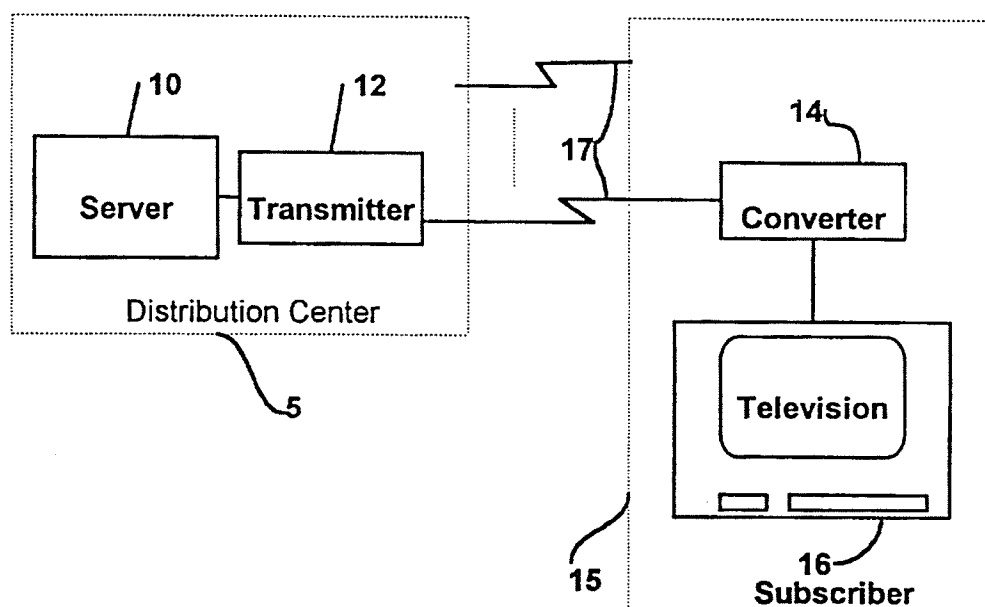 10
12
Server
Transmitter
Distribution Center
5
17
14
Converter
Television
15
16
Subscriber